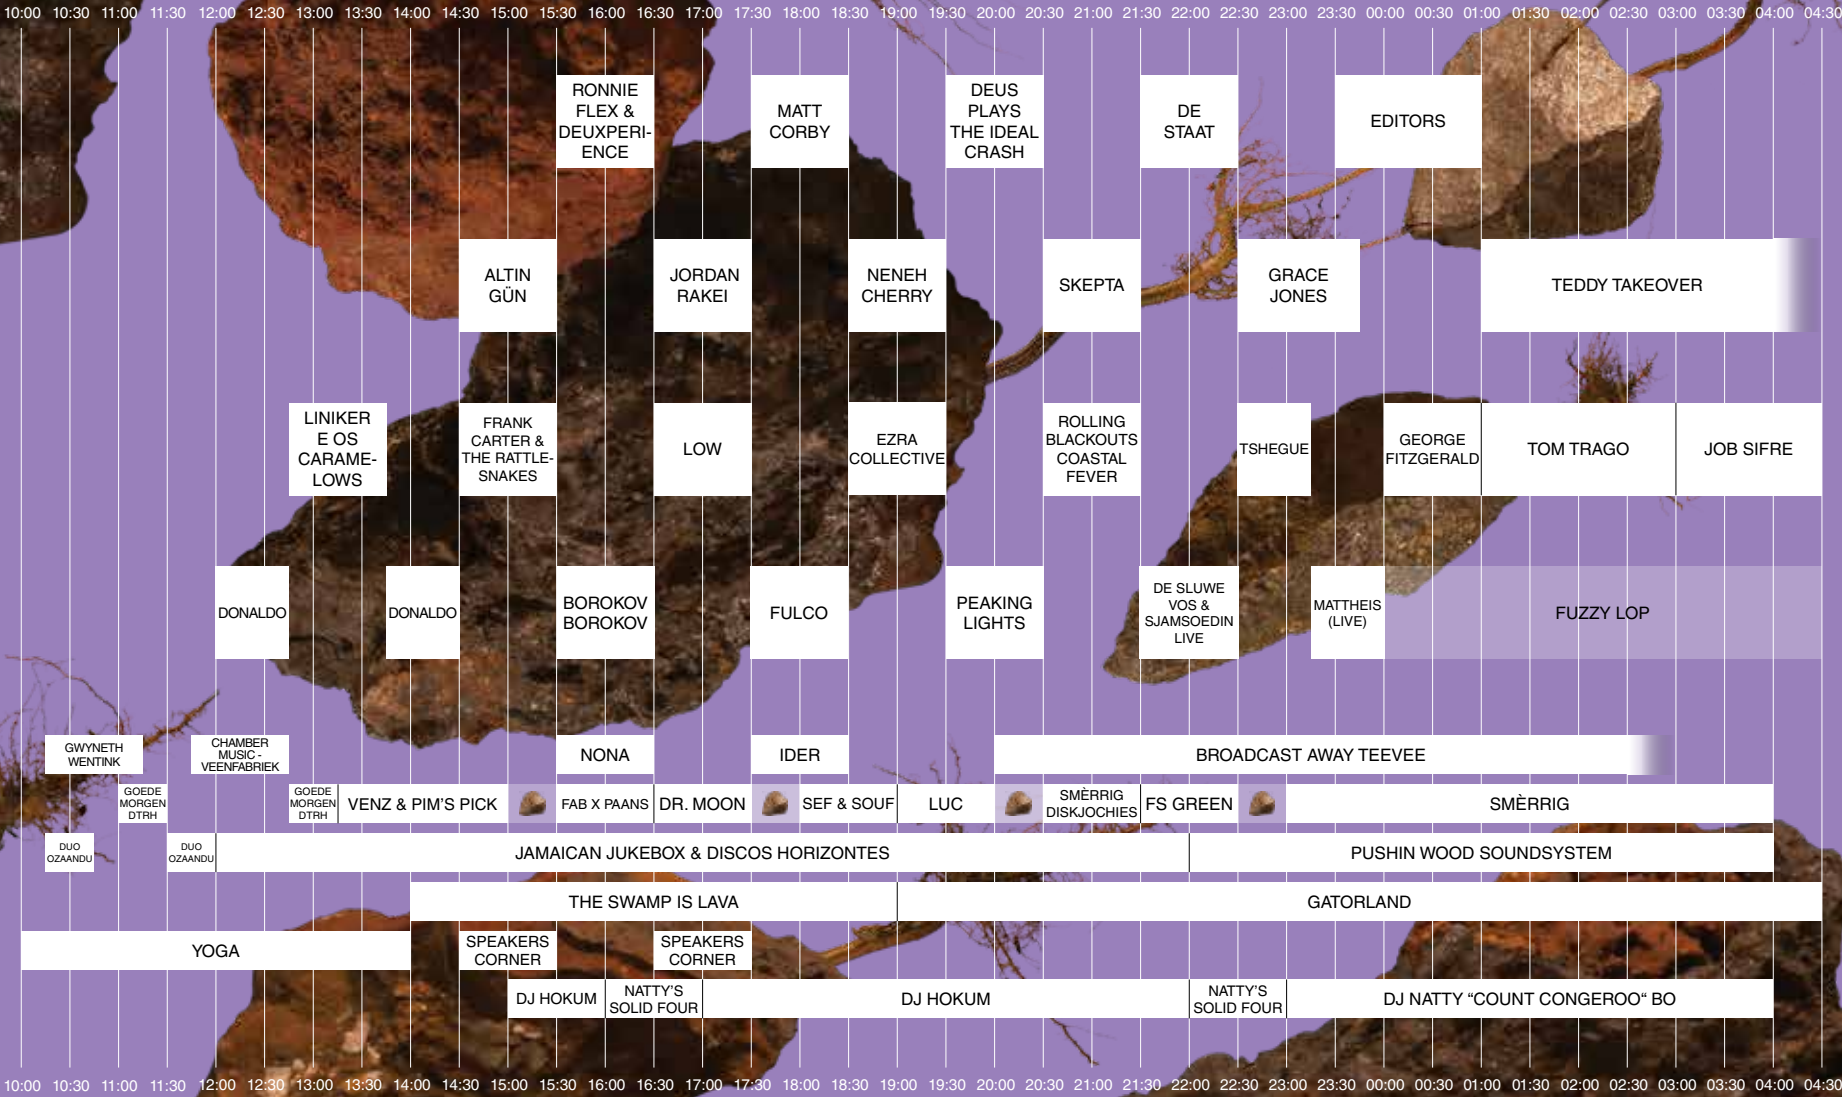 10:00 10:30 11:00 11:30 12:00 12:30 13:00 13:30 14:00 14:30 15:00 15:30 16:00 16:30 17:00 17:30 18:00 18:30 19:00 19:30 20:00 20:30 21:00 21:30 22:00 22:30 23:00 23:30 00:00 00:30 01:00 01:30 02:00 02:30 03:00 03:30 04:00 04:30
RONNIE
FLEX &
DEUXPERI-
ENCE
MATT
CORBY
DEUS
PLAYS
THE IDEAL
CRASH
DE
STAAT
EDITORS
ALTIN
GÜN
JORDAN
RAKEI
NENEH
CHERRY
SKEPTA
GRACE
JONES
TEDDY TAKEOVER
LINIKER
E OS
CARAME-
LOWS
FRANK
CARTER &
THE RATTLE-
SNAKES
LOW
EZRA
COLLECTIVE
ROLLING
BLACKOUTS
COASTAL
FEVER
TSHEGUE
GEORGE
FITZGERALD
TOM TRAGO
JOB SIFRE
DONALDO
DONALDO
BOROKOV
BOROKOV
FULCO
PEAKING
LIGHTS
DE SLUWE
VOS &
SJAMSOEDIN
LIVE
MATTHEIS
(LIVE)
FUZZY LOP
GWYNETH
WENTINK
CHAMBER
MUSIC -
VEENFABRIEK
NONA
IDER
BROADCAST AWAY TEEVEE
GOEDE
MORGEN
DTRH
GOEDE
MORGEN
DTRH
VENZ & PIM'S PICK
FAB X PAANS
DR. MOON
SEF & SOUF
LUC
SMÈRRIG
DISKJOCHIES
FS GREEN
SMÈRRIG
DUO
OZAANDU
DUO
OZAANDU
JAMAICAN JUKEBOX & DISCOS HORIZONTES
PUSHIN WOOD SOUNDSYSTEM
THE SWAMP IS LAVA
GATORLAND
YOGA
SPEAKERS
CORNER
SPEAKERS
CORNER
DJ HOKUM
NATTY'S
SOLID FOUR
DJ HOKUM
NATTY'S
SOLID FOUR
DJ NATTY “COUNT CONGEROO“ BO
10:00 10:30 11:00 11:30 12:00 12:30 13:00 13:30 14:00 14:30 15:00 15:30 16:00 16:30 17:00 17:30 18:00 18:30 19:00 19:30 20:00 20:30 21:00 21:30 22:00 22:30 23:00 23:30 00:00 00:30 01:00 01:30 02:00 02:30 03:00 03:30 04:00 04:30